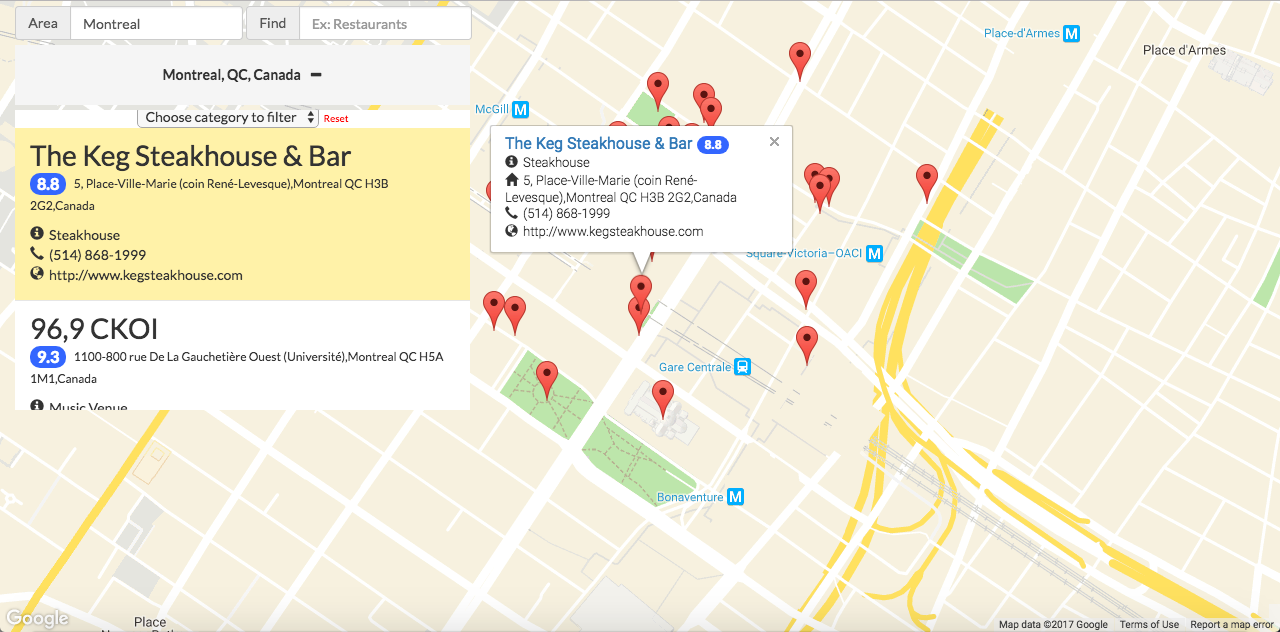 Area
Montreal
Find
Ex: Restaurants
Montreal, QC, Canada
Choose category to filter
Reset
The Keg Steakhouse & Bar
8.8 5, Place-Ville-Marie (coin René-Levesque),Montreal QC H3B
2G2,Canada
Steakhouse
(514) 868-1999
http://www.kegsteakhouse.com
96,9 CKOI
9.3 1100-800 rue De La Gauchetière Ouest (Université),Montreal QC H5A
1M1,Canada
Music Venue
The Keg Steakhouse & Bar 8.8
Steakhouse
5, Place-Ville-Marie (coin René-
Levesque),Montreal QC H3B 2G2,Canada
(514) 868-1999
http://www.kegsteakhouse.com
Place-d'Armes M
Place d'Armes
McGill M
Square-Victoria–OACI M
Gare Centrale
Bonaventure M
Place
Google
Map data ©2017 Google
Terms of Use
Report a map error